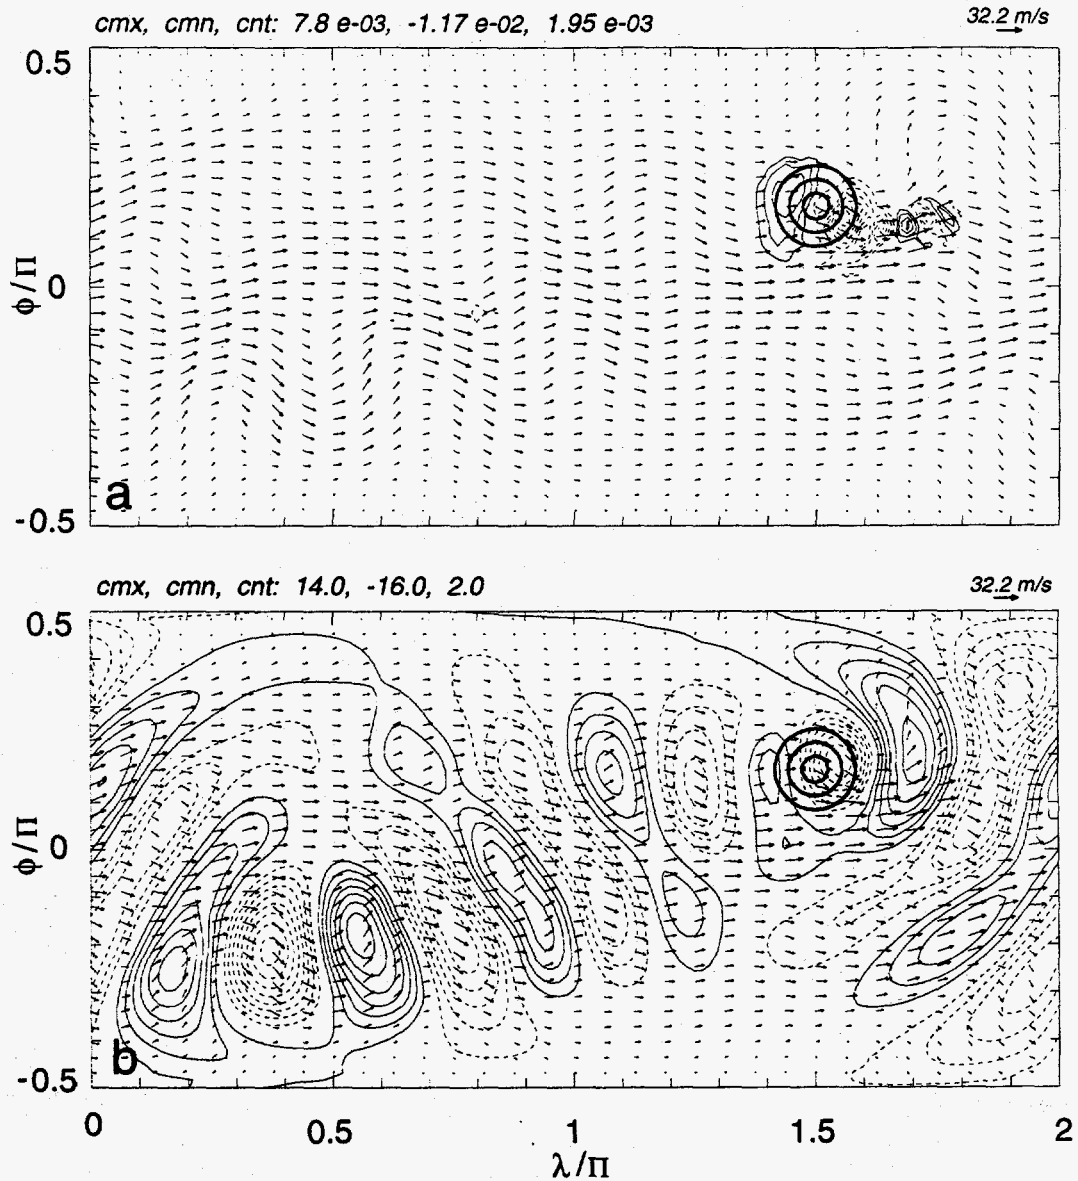 cmx, cmn, cnt: 7.8 e-03, -1.17 e-02, 1.95 e-03
32.2 m/s
0.5
0
ϕ/Π
-0.5
a
cmx, cmn, cnt: 14.0, -16.0, 2.0
32.2 m/s
0.5
0
ϕ/Π
-0.5
b
0 0.5 1 1.5 2
λ/Π